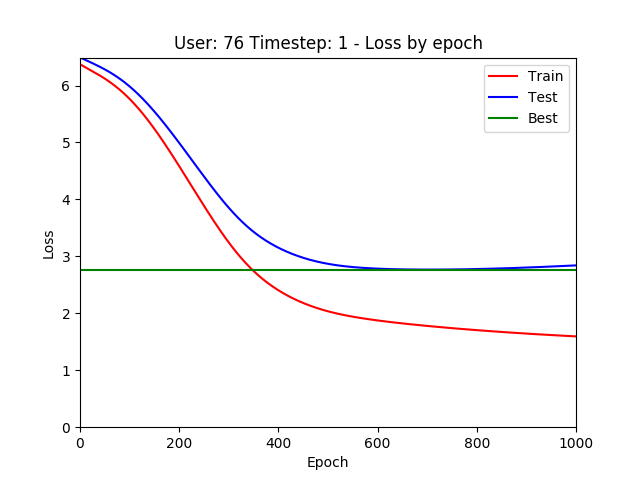 User: 76 Timestep: 1 - Loss by epoch
Train
Test
Best
6
5
4
3
2
1
0
Loss
0 200 400 600 800 1000
Epoch